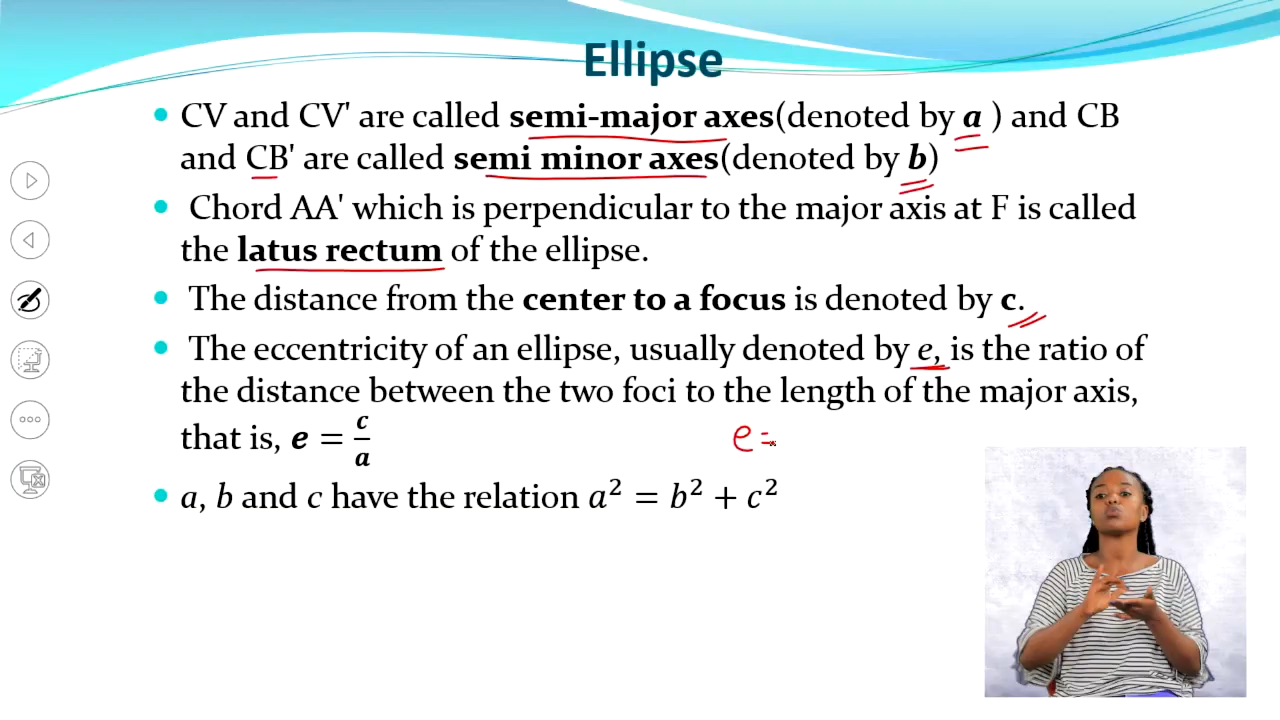 Ellipse
• CV and CV' are called semi-major axes(denoted by a ) and CB
and CB' are called semi minor axes(denoted by b)
• Chord AA' which is perpendicular to the major axis at F is called
the latus rectum of the ellipse.
• The distance from the center to a focus is denoted by c.
• The eccentricity of an ellipse, usually denoted by e, is the ratio of
the distance between the two foci to the length of the major axis,
that is, e = c/a e=
• a, b and c have the relation a² = b² + c²